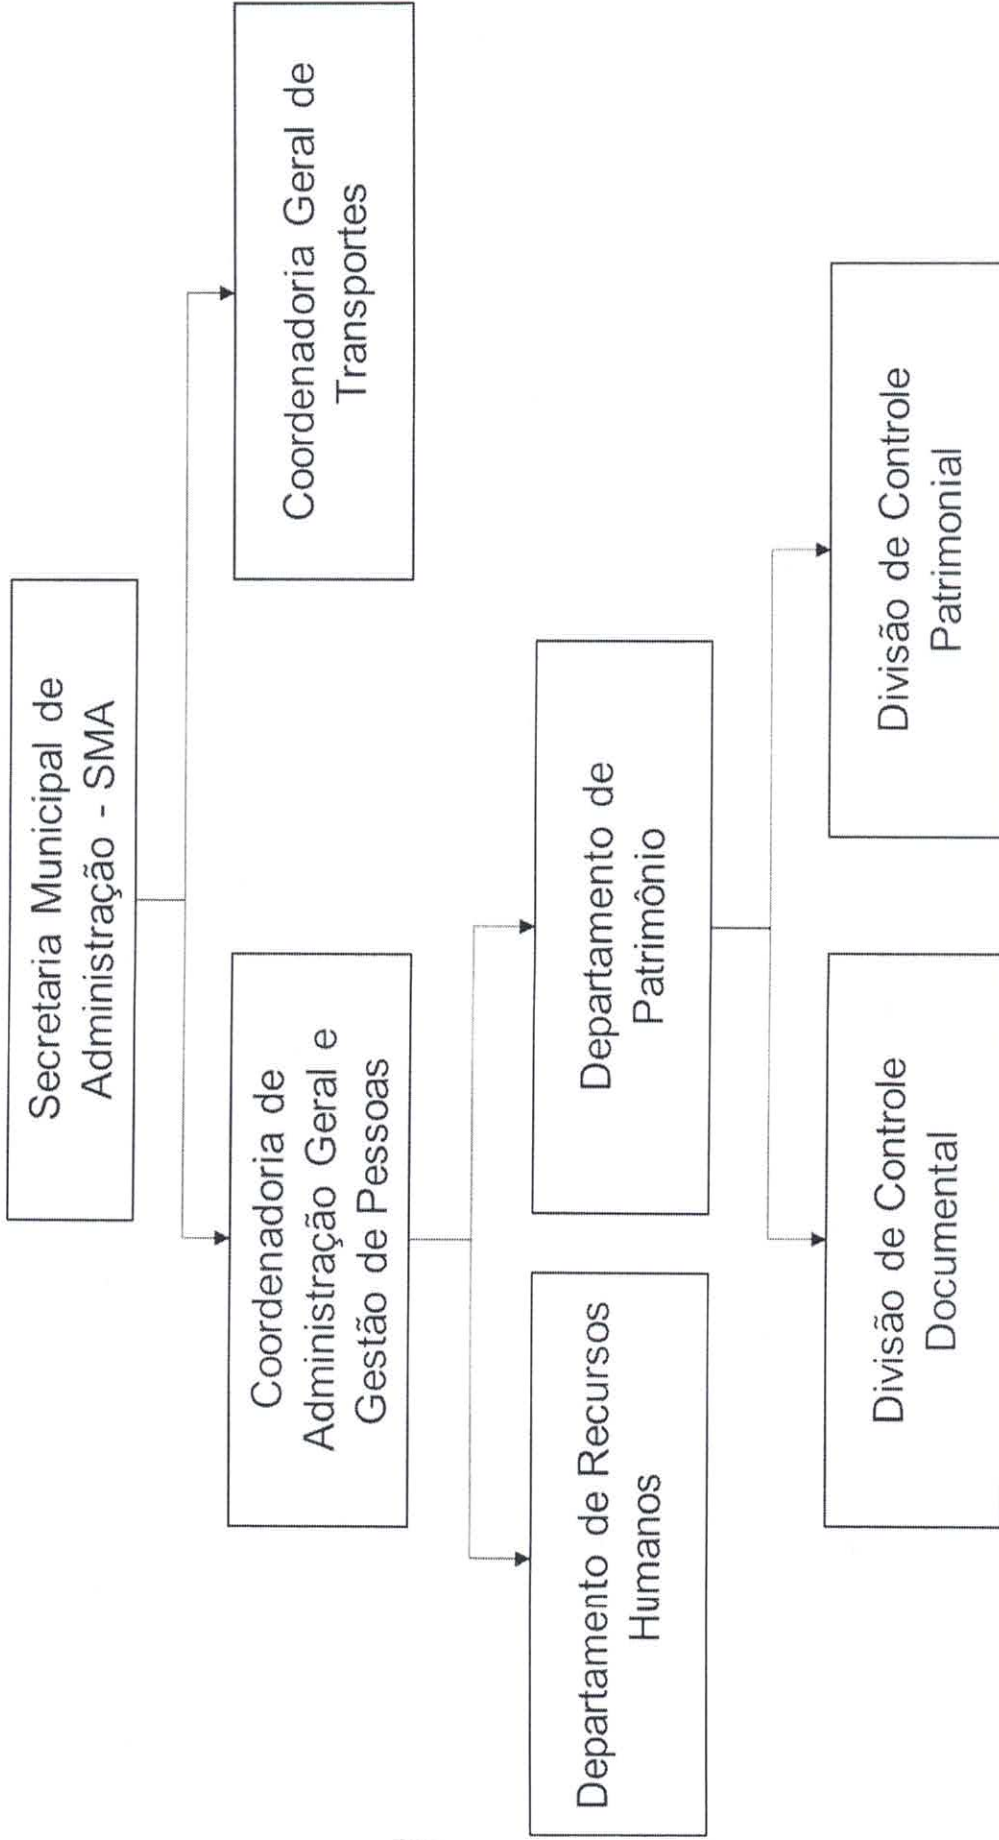 Secretaria Municipal de
Administração - SMA
Coordenadoria de
Administração Geral e
Gestão de Pessoas
Coordenadoria Geral de
Transportes
Departamento de Recursos
Humanos
Departamento de
Patrimônio
Divisão de Controle
Documental
Divisão de Controle
Patrimonial